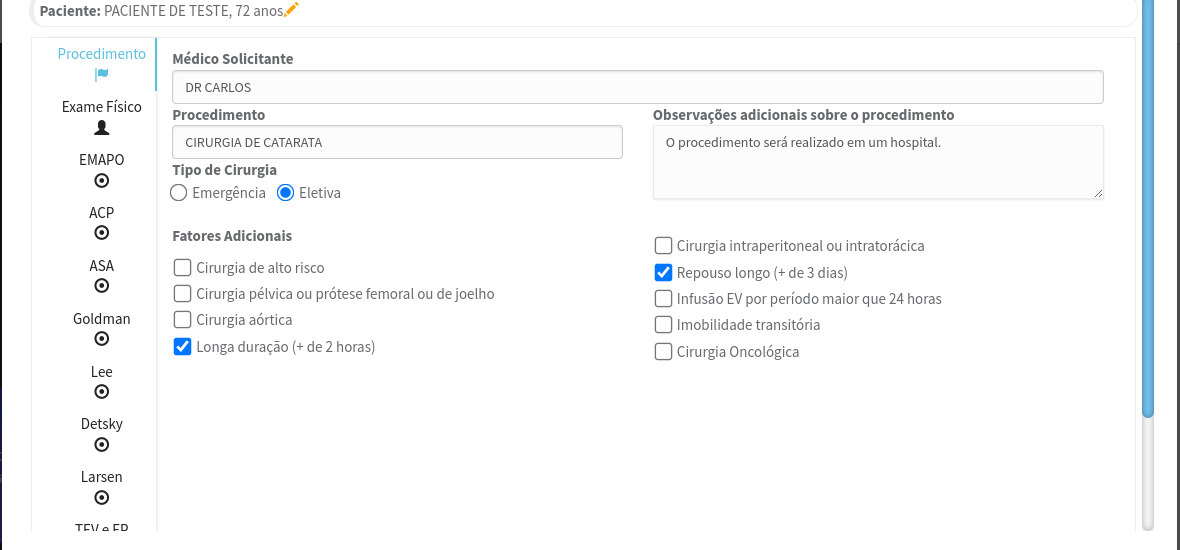 Paciente: PACIENTE DE TESTE, 72 anos
Procedimento
Exame Físico
EMAPO
ACP
ASA
Goldman
Lee
Detsky
Larsen
TEV e EP
Médico Solicitante
DR CARLOS
Procedimento
CIRURGIA DE CATARATA
Observações adicionais sobre o procedimento
O procedimento será realizado em um hospital.
Tipo de Cirurgia
Emergência Eletiva
Fatores Adicionais
Cirurgia de alto risco
Cirurgia pélvica ou prótese femoral ou de joelho
Cirurgia aórtica
Longa duração (+ de 2 horas)
Cirurgia intraperitoneal ou intratorácica
Repouso longo (+ de 3 dias)
Infusão EV por período maior que 24 horas
Imobilidade transitória
Cirurgia Oncológica